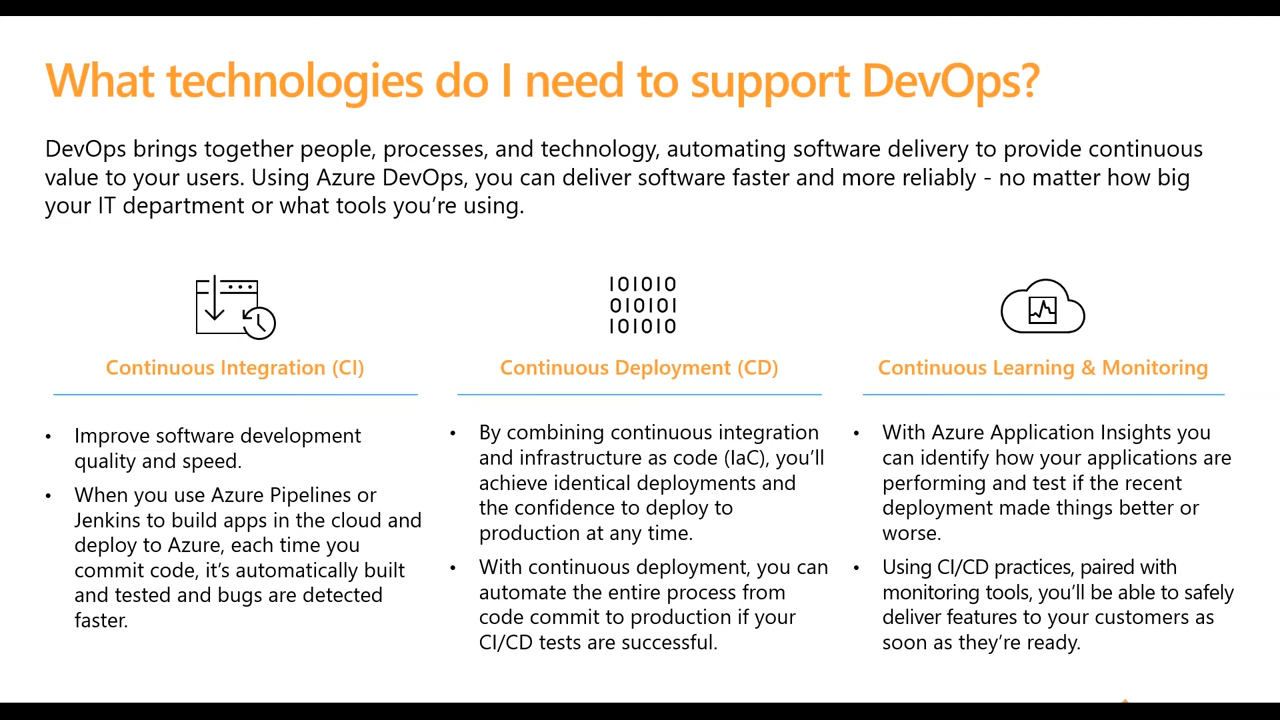 What technologies do I need to support DevOps?
DevOps brings together people, processes, and technology, automating software delivery to provide continuous
value to your users. Using Azure DevOps, you can deliver software faster and more reliably - no matter how big
your IT department or what tools you’re using.
101010
010101
101010
Continuous Integration (CI)
• Improve software development
quality and speed.
• When you use Azure Pipelines or
Jenkins to build apps in the cloud and
deploy to Azure, each time you
commit code, it’s automatically built
and tested and bugs are detected
faster.
Continuous Deployment (CD)
• By combining continuous integration
and infrastructure as code (IaC), you’ll
achieve identical deployments and
the confidence to deploy to
production at any time.
• With continuous deployment, you can
automate the entire process from
code commit to production if your
CI/CD tests are successful.
Continuous Learning & Monitoring
• With Azure Application Insights you
can identify how your applications are
performing and test if the recent
deployment made things better or
worse.
• Using CI/CD practices, paired with
monitoring tools, you’ll be able to safely
deliver features to your customers as
soon as they’re ready.